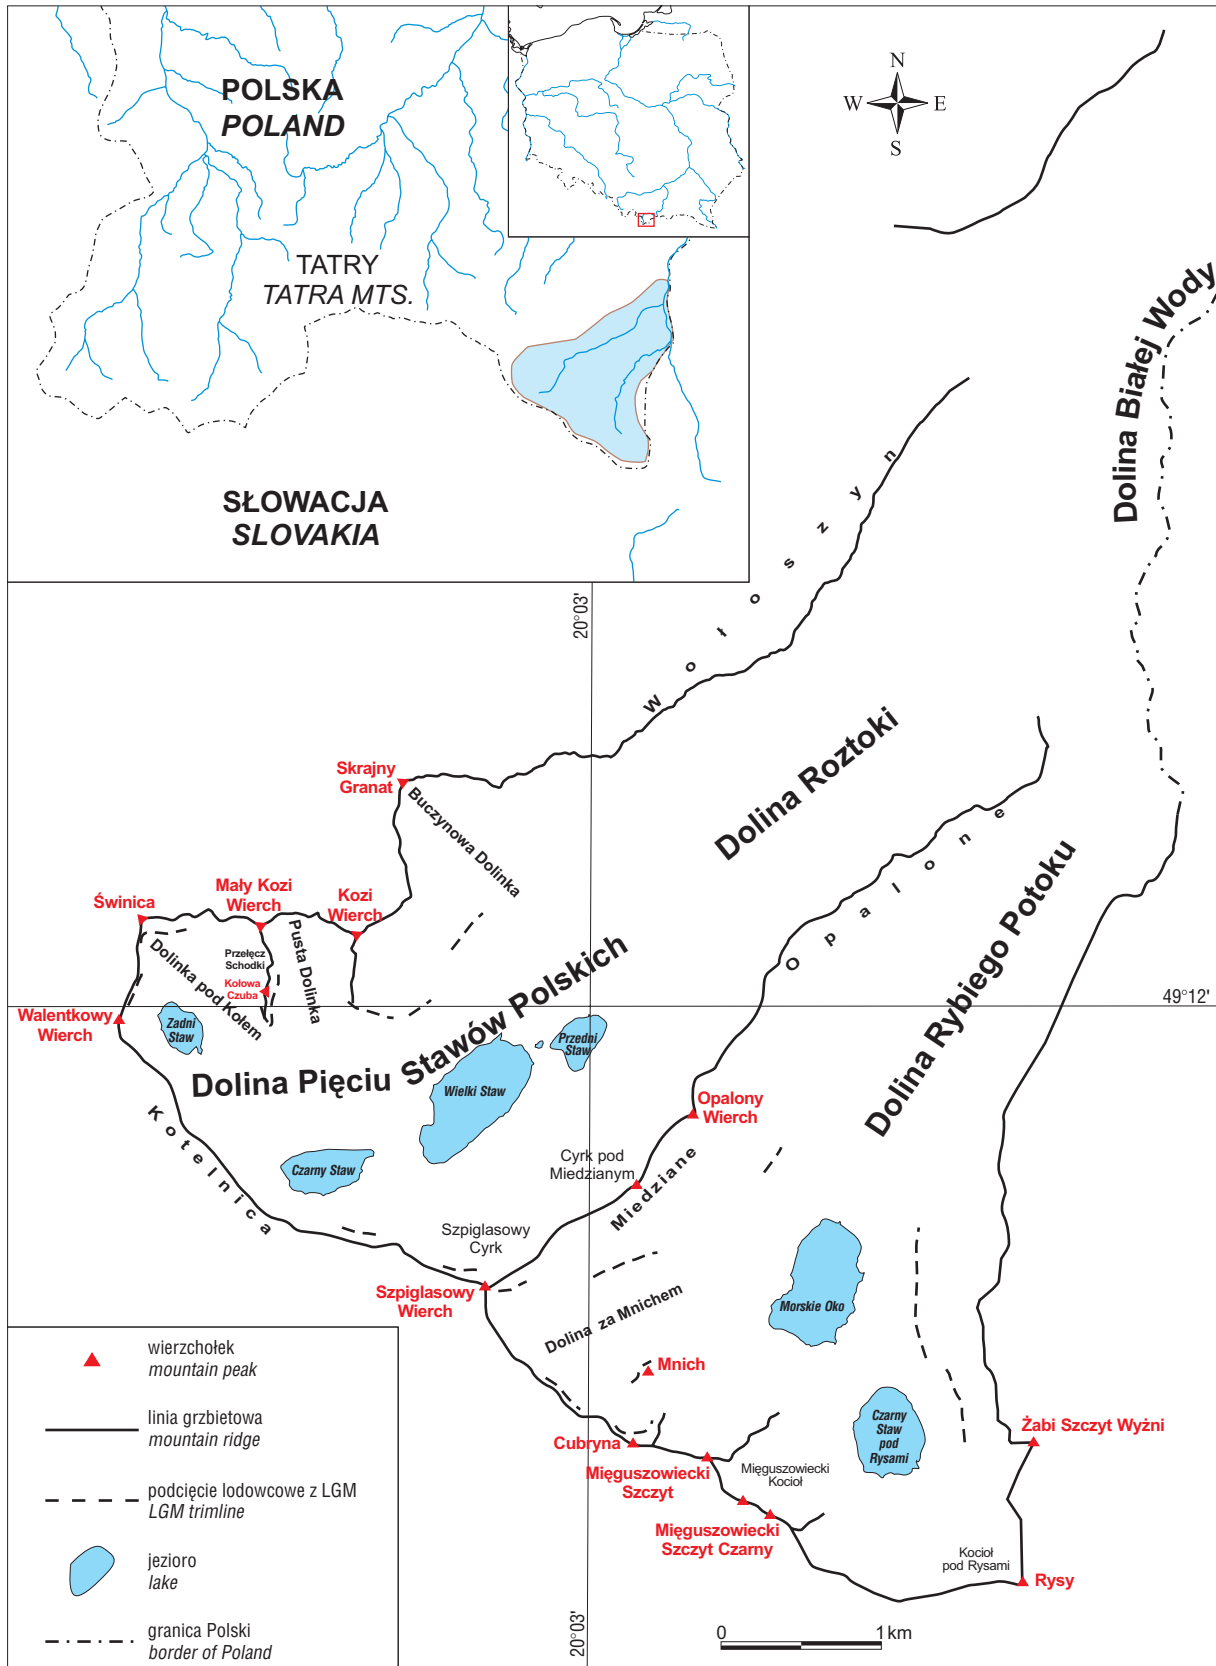 POLSKA
POLAND
TATRY
TATRA MTS.
SŁOWACJA
SLOVAKIA
N
W E
S
Dolina Białej Wody
Wołoszyn
20°03'
Dolina Roztoki
Skrajny
Granat
Buczynowa Dolinka
Opalone
Dolina Rybiego Potoku
Świnica
Mały Kozi
Wierch
Kozi
Wierch
Przełęcz
Schodki
Kołowa
Czuba
Pusta Dolinka
Dolinka pod Kołem
49°12'
Walentkowy
Wierch
Zadni
Staw
Przedni
Staw
Dolina Pięciu Stawów Polskich
Wielki Staw
Opalony
Wierch
Kotelnica
Czarny Staw
Cyrk pod
Miedzianym
Miedziane
Szpiglasowy
Cyrk
Szpiglasowy
Wierch
Dolina za Mnichem
Morskie Oko
Mnich
Czarny
Staw
pod
Rysami
Żabi Szczyt Wyżni
Cubryna
Mięguszowiecki
Szczyt
Mięguszowiecki
Kocioł
Mięguszowiecki
Szczyt Czarny
Kocioł
pod Rysami
Rysy
20°03'
0 1 km
wierzchołek
mountain peak
linia grzbietowa
mountain ridge
podcięcie lodowcowe z LGM
LGM trimline
jezioro
lake
granica Polski
border of Poland